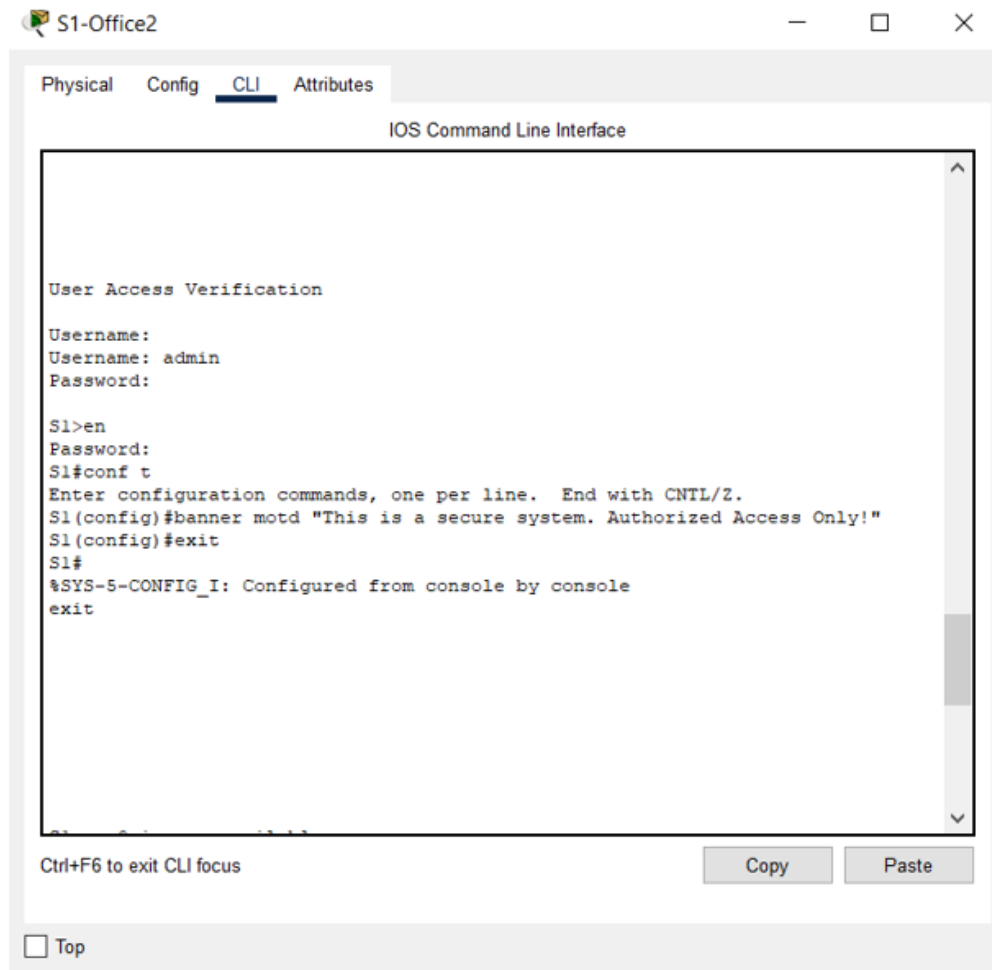 S1-Office2
Physical Config CLI Attributes
IOS Command Line Interface
User Access Verification
Username:
Username: admin
Password:
S1>en
Password:
S1#conf t
Enter configuration commands, one per line.  End with CNTL/Z.
S1(config)#banner motd "This is a secure system. Authorized Access Only!"
S1(config)#exit
S1#
%SYS-5-CONFIG_I: Configured from console by console
exit
Ctrl+F6 to exit CLI focus
Copy Paste
Top